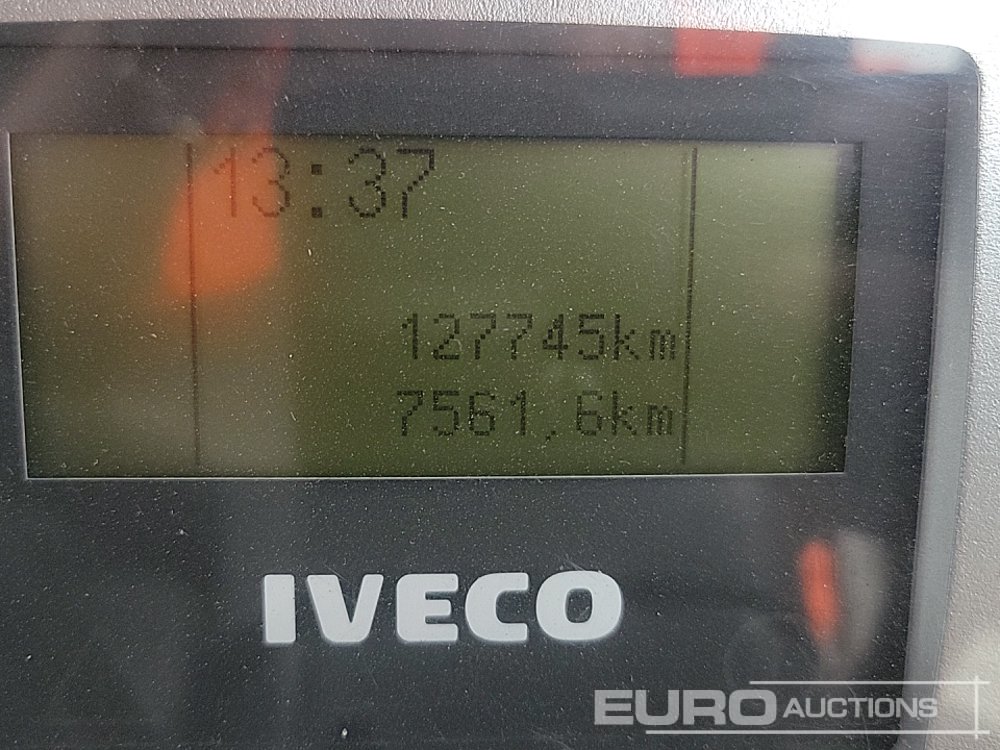 13:37
127745km
7561,6km
IVECO
EURO AUCTIONS